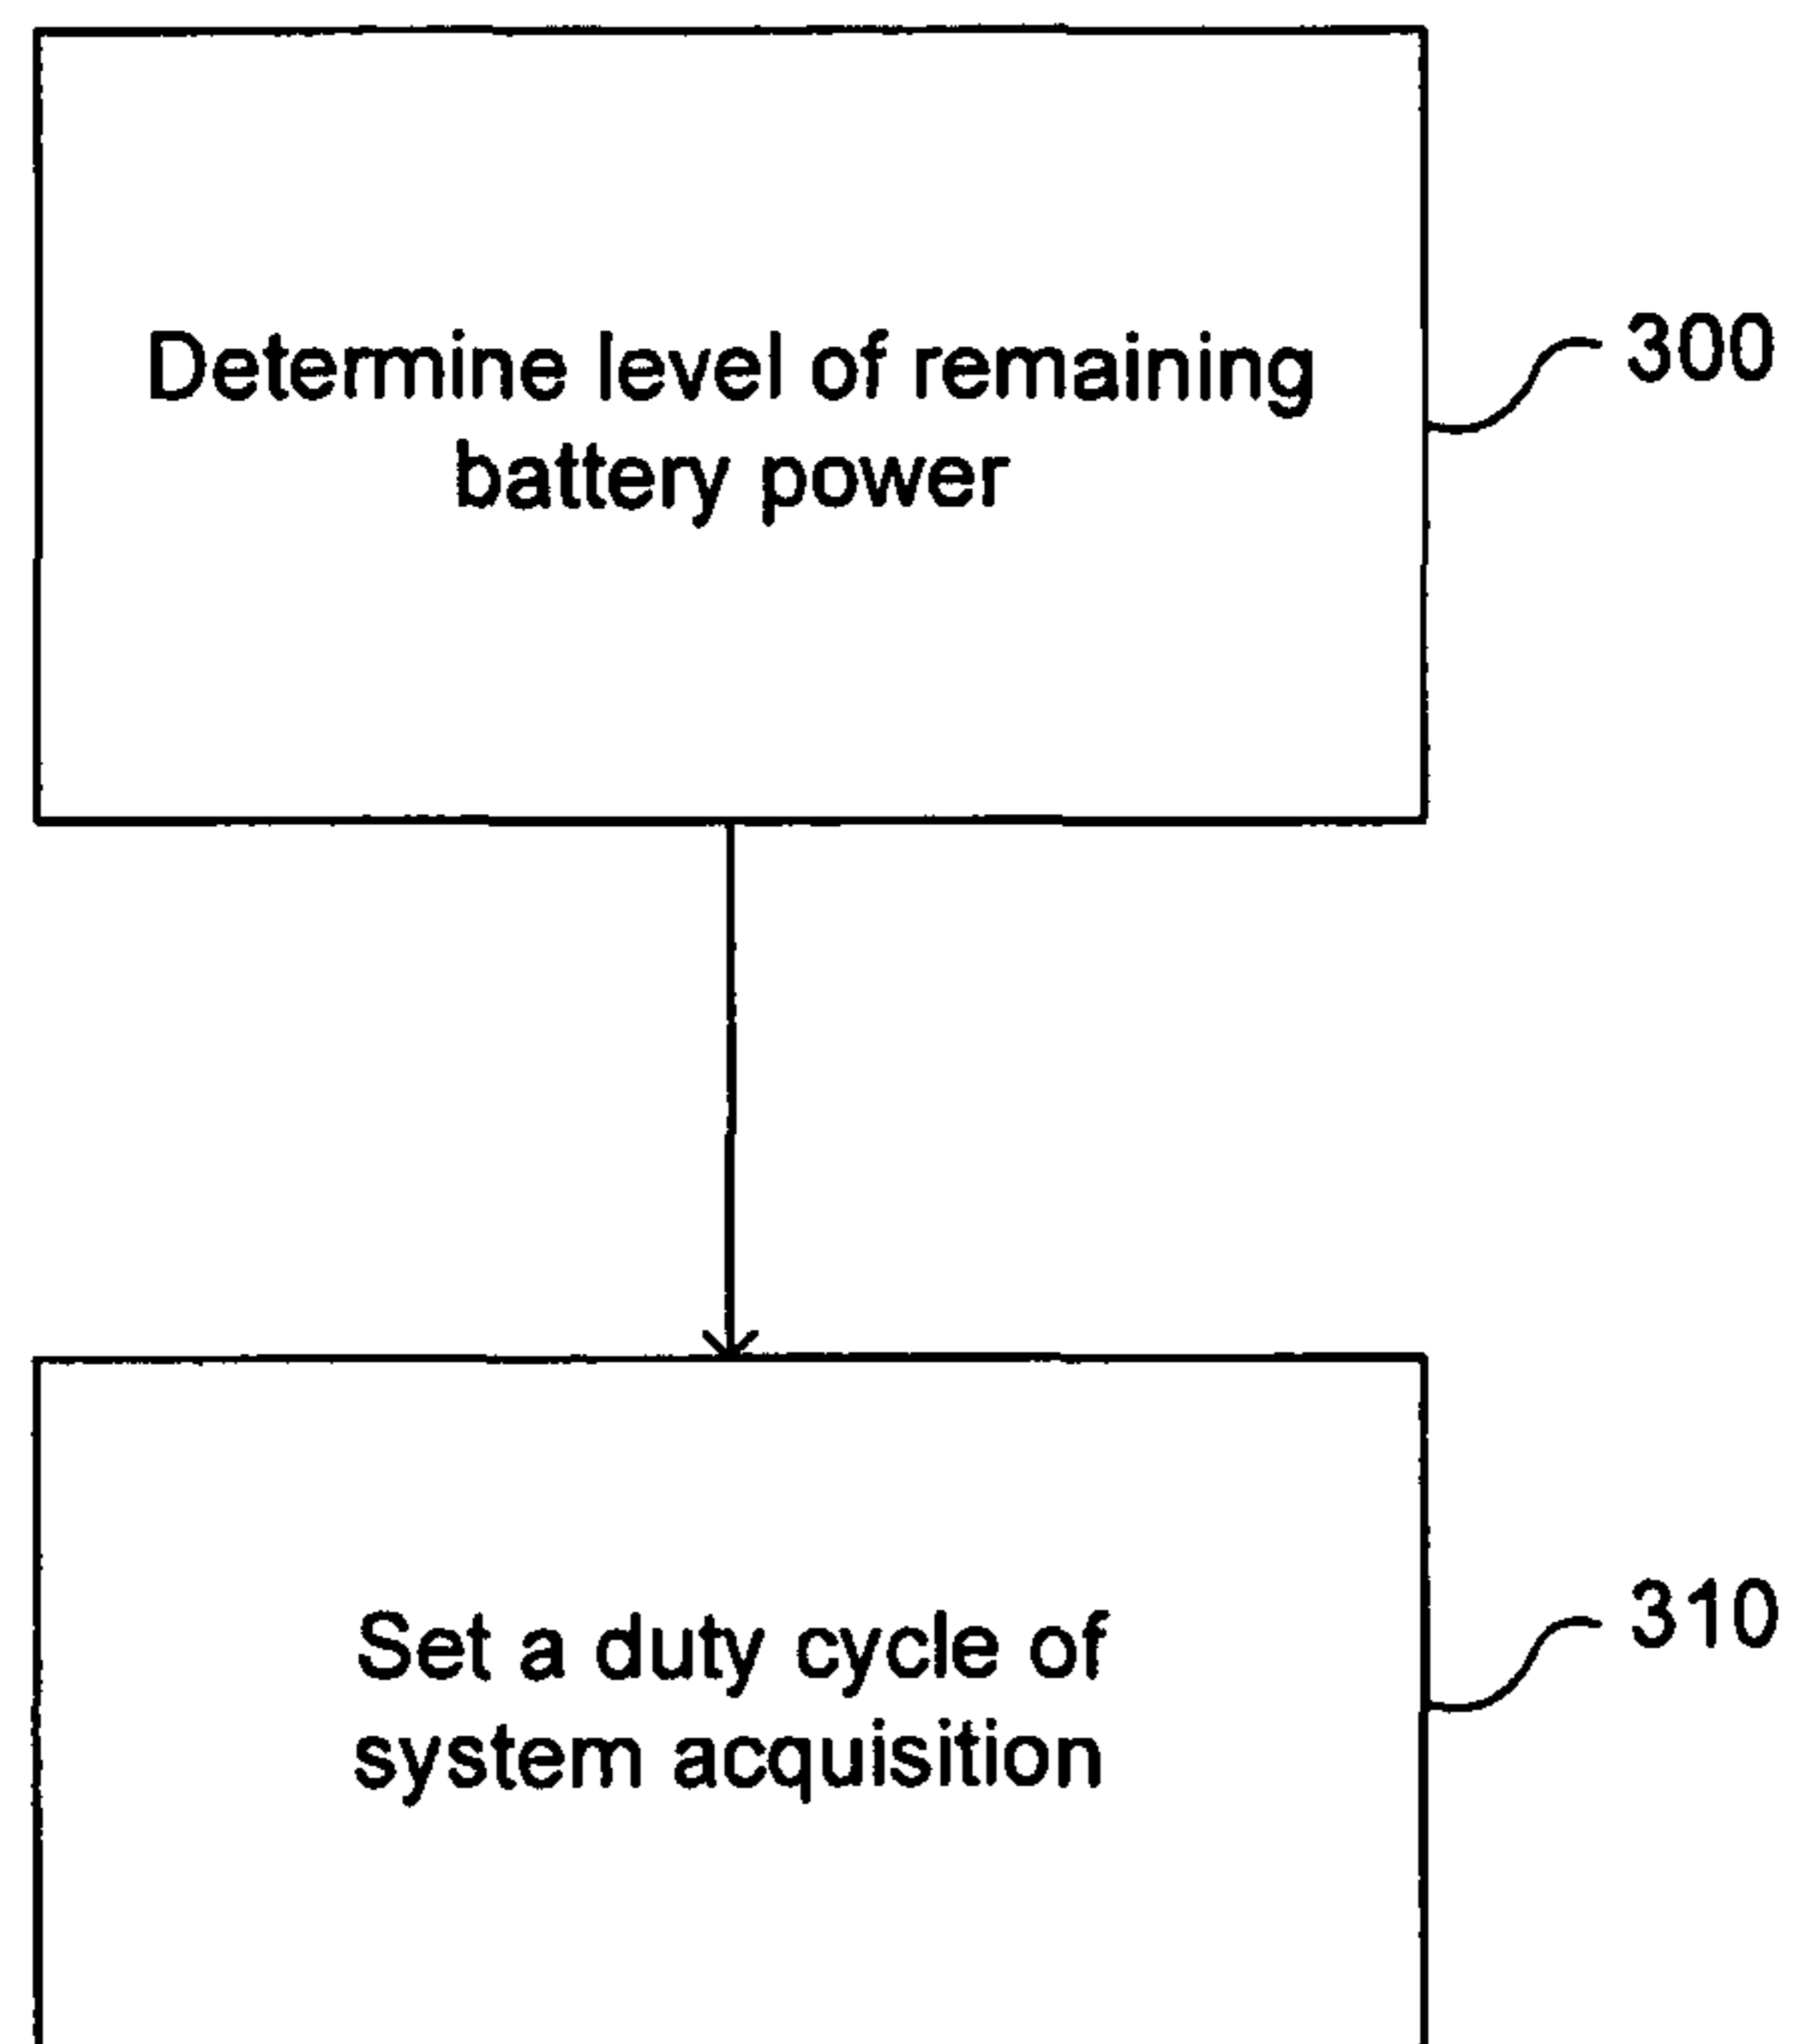 Determine level of remaining
battery power
300
Set a duty cycle of
system acquisition
310